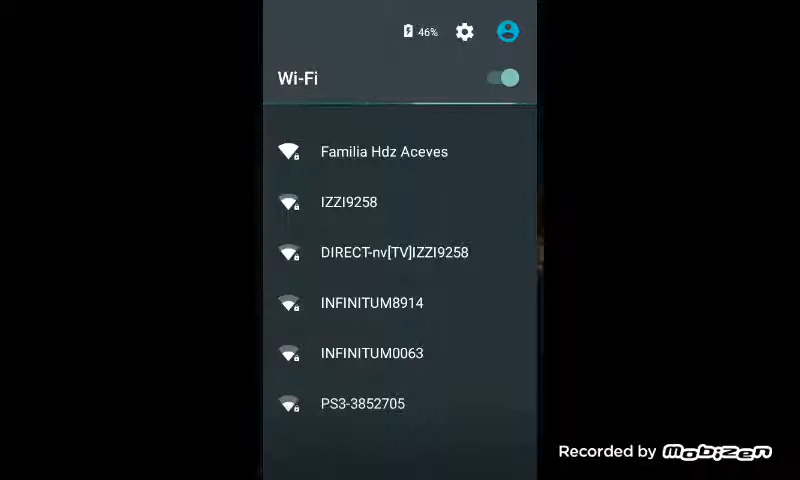 46%
Wi-Fi
Familia Hdz Aceves
IZZI9258
DIRECT-nv[TV]IZZI9258
INFINITUM8914
INFINITUM0063
PS3-3852705
Recorded by mobizen